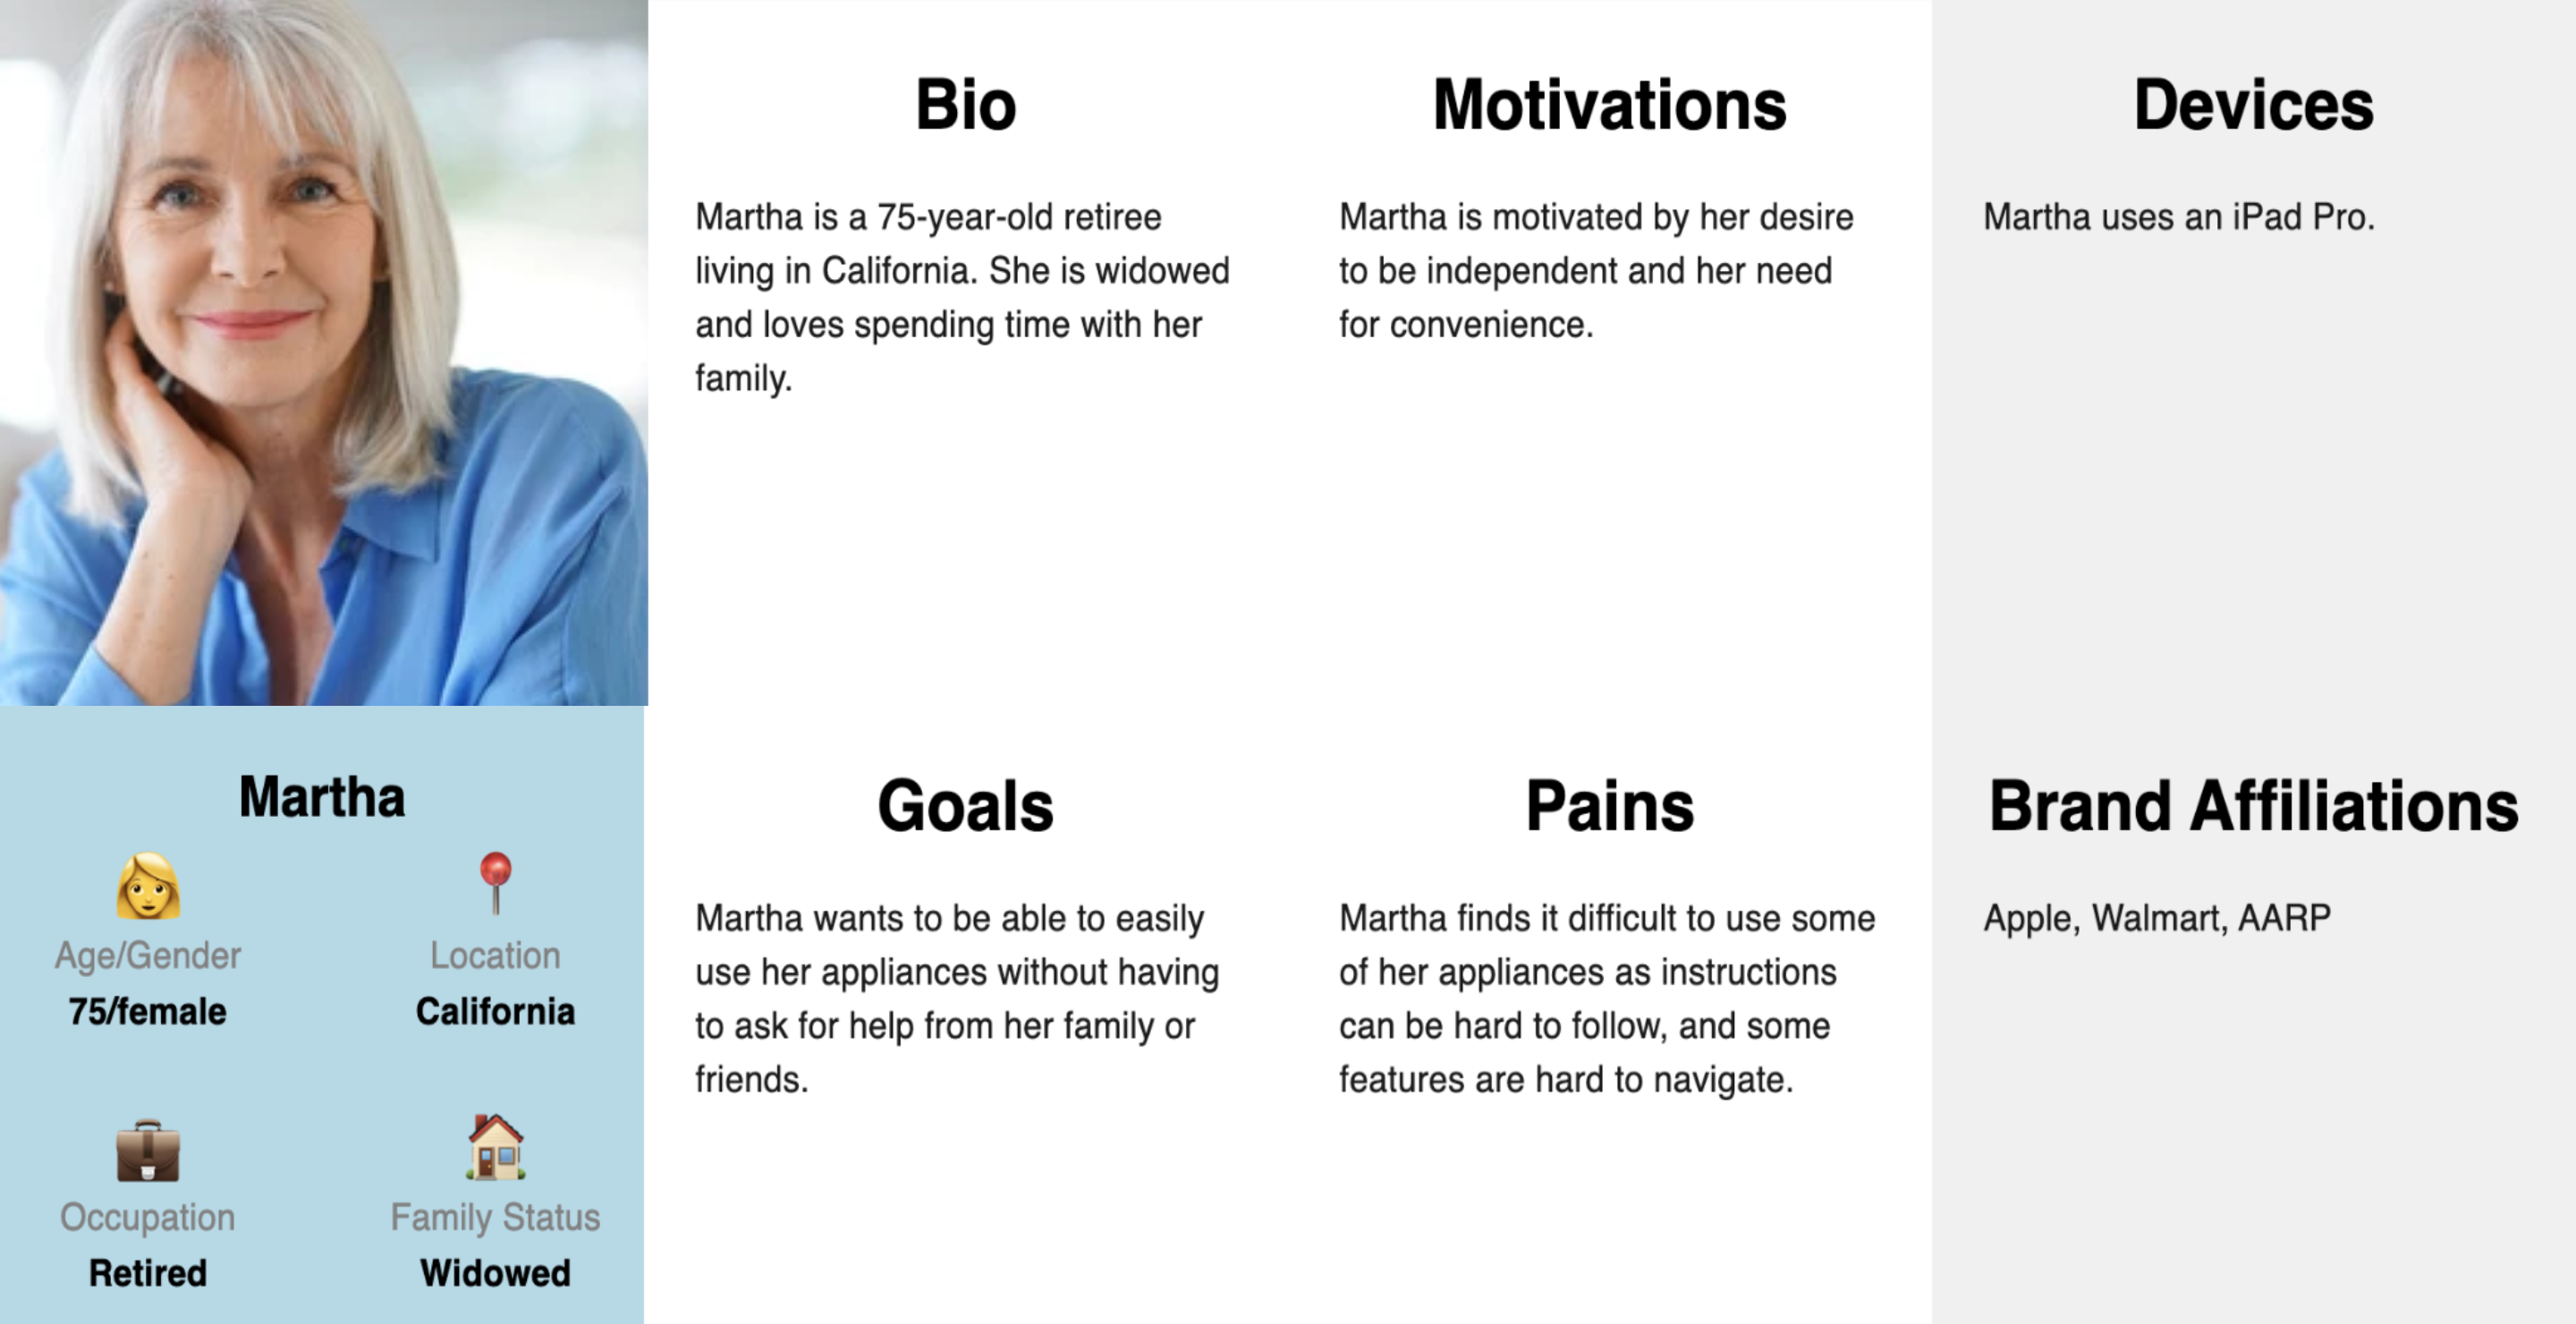 Bio
Martha is a 75-year-old retiree
living in California. She is widowed
and loves spending time with her
family.
Motivations
Martha is motivated by her desire
to be independent and her need
for convenience.
Devices
Martha uses an iPad Pro.
Martha
Age/Gender
75/female
Location
California
Occupation
Retired
Family Status
Widowed
Goals
Martha wants to be able to easily
use her appliances without having
to ask for help from her family or
friends.
Pains
Martha finds it difficult to use some
of her appliances as instructions
can be hard to follow, and some
features are hard to navigate.
Brand Affiliations
Apple, Walmart, AARP